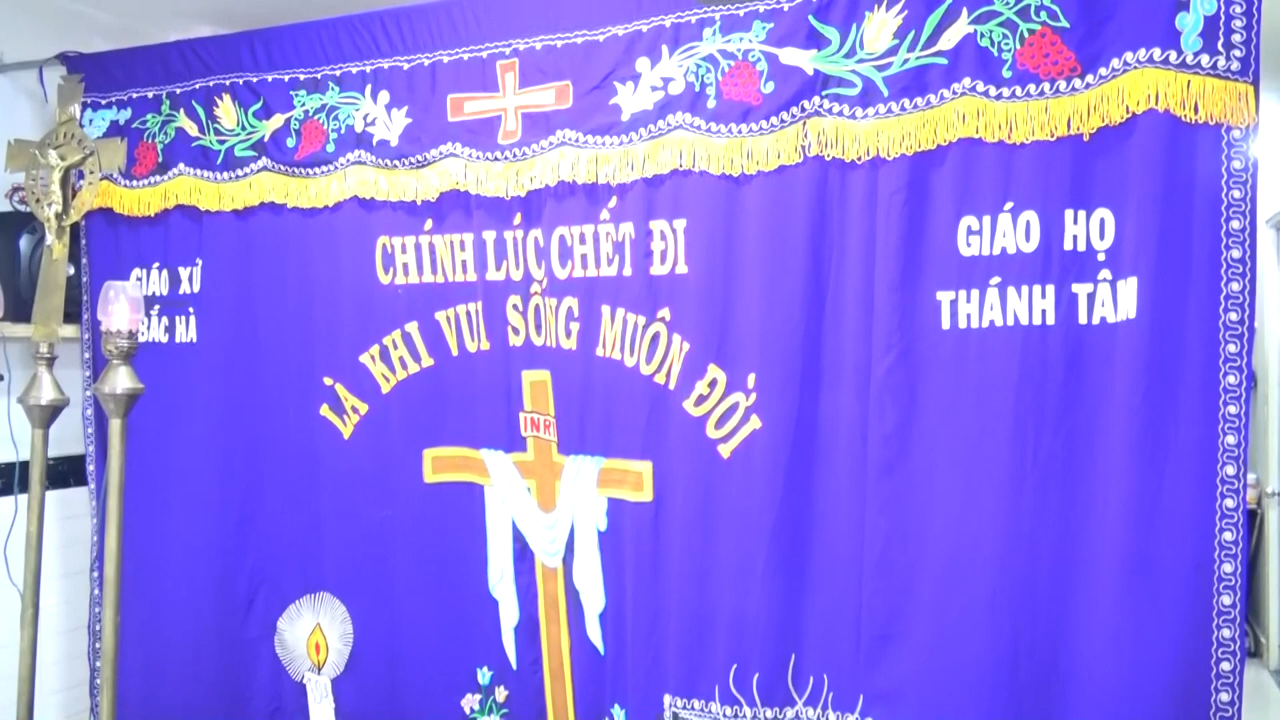 CHÍNH LÚC CHẾT ĐI
LÀ KHI VUI SỐNG MUÔN ĐỜI
GIÁO XỨ
BẮC HÀ
GIÁO HỌ
THÁNH TÂM
INRI